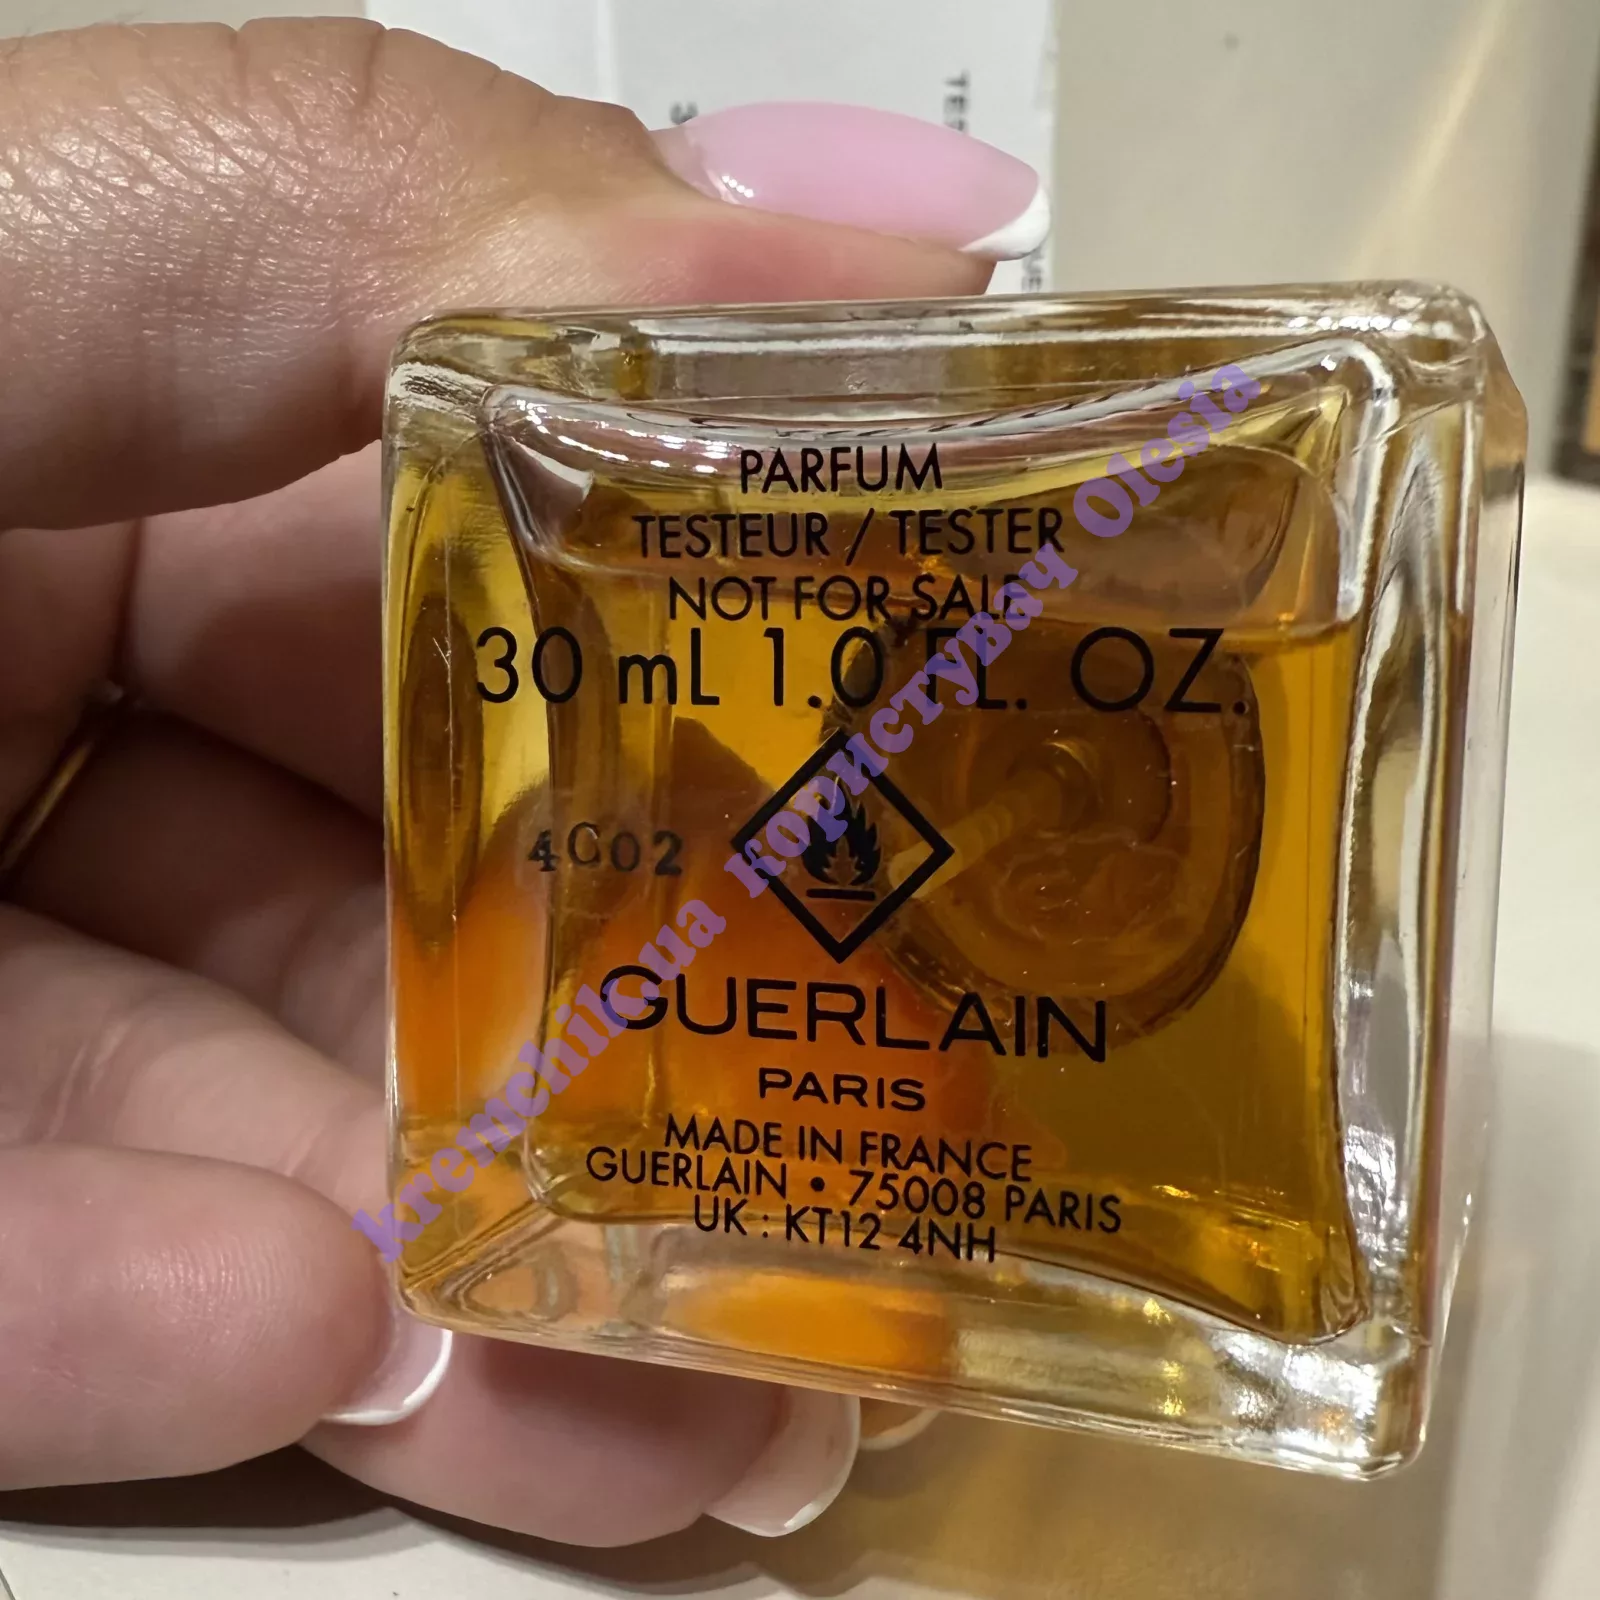 PARFUM
TESTEUR / TESTER
NOT FOR SALE
30 mL 1.0 FL. OZ.
4C02
GUERLAIN
PARIS
MADE IN FRANCE
GUERLAIN • 75008 PARIS
UK : KT12 4NH
kremchik.ua користувач Olesia